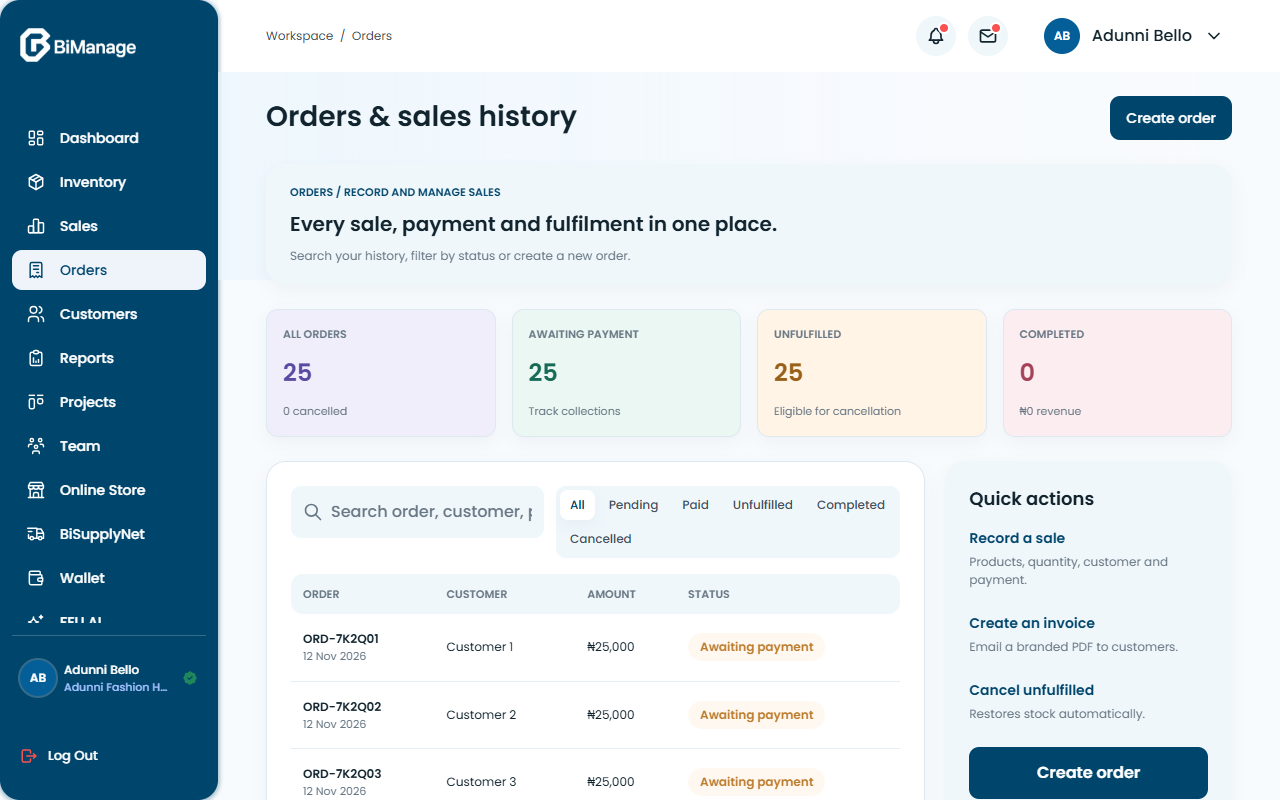 BiManage
Dashboard
Inventory
Sales
Orders
Customers
Reports
Projects
Team
Online Store
BiSupplyNet
Wallet
AB
Adunni Bello
Adunni Fashion H...
Log Out
Workspace / Orders
AB
Adunni Bello
Orders & sales history
Create order
ORDERS / RECORD AND MANAGE SALES
Every sale, payment and fulfilment in one place.
Search your history, filter by status or create a new order.
ALL ORDERS
25
0 cancelled
AWAITING PAYMENT
25
Track collections
UNFULFILLED
25
Eligible for cancellation
COMPLETED
0
₦0 revenue
Search order, customer,
All Pending Paid Unfulfilled Completed
Cancelled
ORDER CUSTOMER AMOUNT STATUS
ORD-7K2Q01
12 Nov 2026
Customer 1 ₦25,000 Awaiting payment
ORD-7K2Q02
12 Nov 2026
Customer 2 ₦25,000 Awaiting payment
ORD-7K2Q03
12 Nov 2026
Customer 3 ₦25,000 Awaiting payment
Quick actions
Record a sale
Products, quantity, customer and
payment.
Create an invoice
Email a branded PDF to customers.
Cancel unfulfilled
Restores stock automatically.
Create order